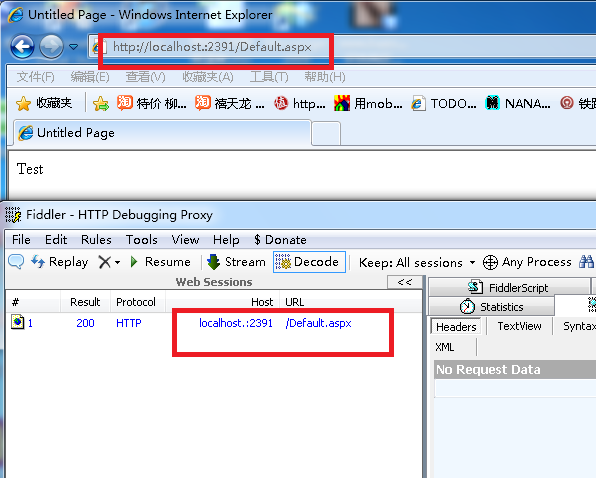 Untitled Page - Windows Internet Explorer
http://localhost.:2391/Default.aspx
文件(F) 编辑(E) 查看(V) 收藏夹(A) 工具(T) 帮助(H)
收藏夹 淘 特价 柳... 淘 禧天龙 ... http... 用mob... TODO... NANA...
Untitled Page
Test
Fiddler - HTTP Debugging Proxy
File Edit Rules Tools View Help $ Donate
Replay Resume Stream Decode Keep: All sessions Any Process
Web Sessions <<
# Result Protocol Host URL
1 200 HTTP localhost.:2391 /Default.aspx
FiddlerScript
Statistics
Headers TextView Syntax
XML
No Request Data